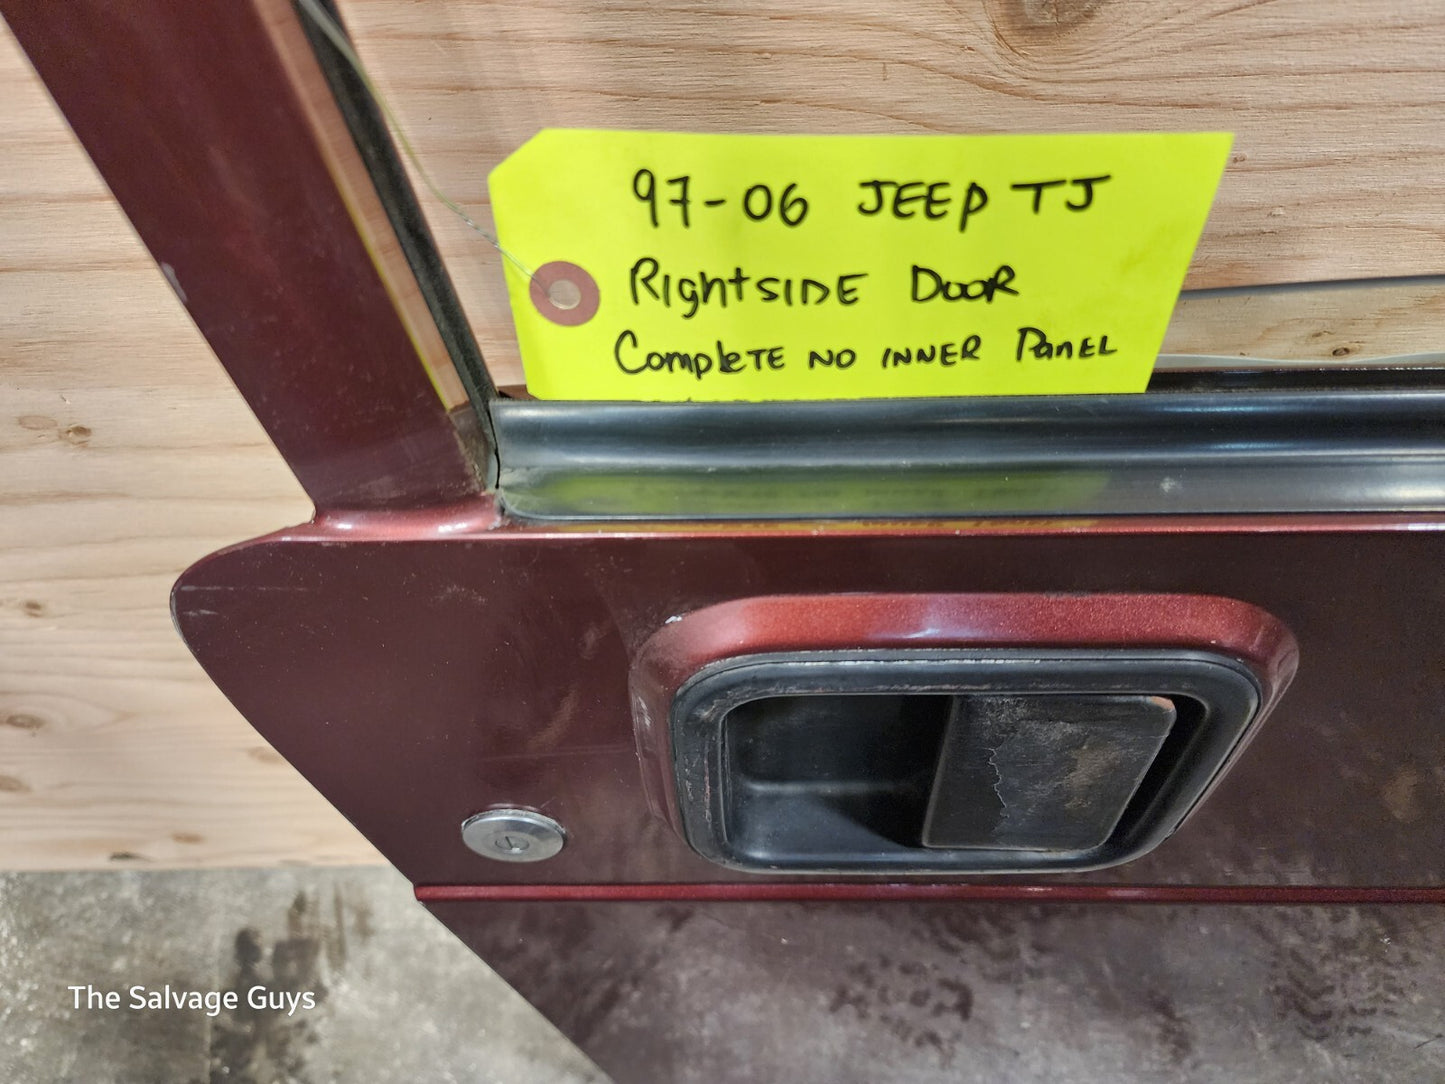 97-06 JEEP TJ
RightSIDE DooR
CompleTE NO INNER PanEL
The Salvage Guys